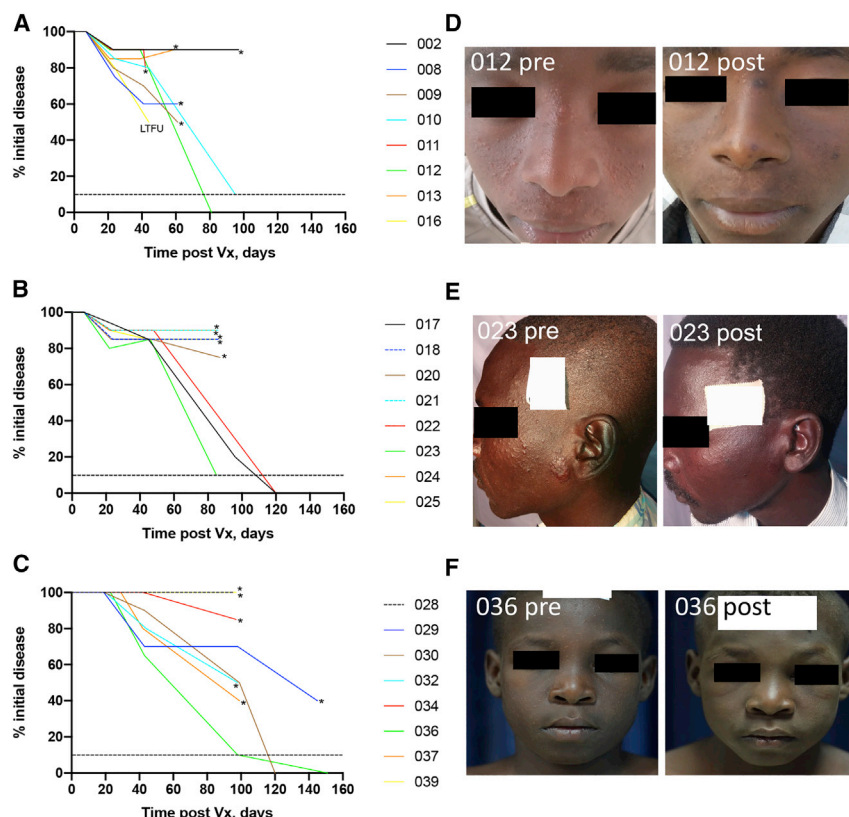 A
% initial disease
100
80
60
40
20
0
* * * * *
LTFU
0 20 40 60 80 100 120 140 160
Time post Vx, days
002
008
009
010
011
012
013
016
D
012 pre
012 post
B
% initial disease
100
80
60
40
20
0
* * * * *
0 20 40 60 80 100 120 140 160
Time post Vx, days
017
018
020
021
022
023
024
025
E
023 pre
023 post
C
% initial disease
100
80
60
40
20
0
* * * * * *
0 20 40 60 80 100 120 140 160
Time post Vx, days
028
029
030
032
034
036
037
039
F
036 pre
036 post